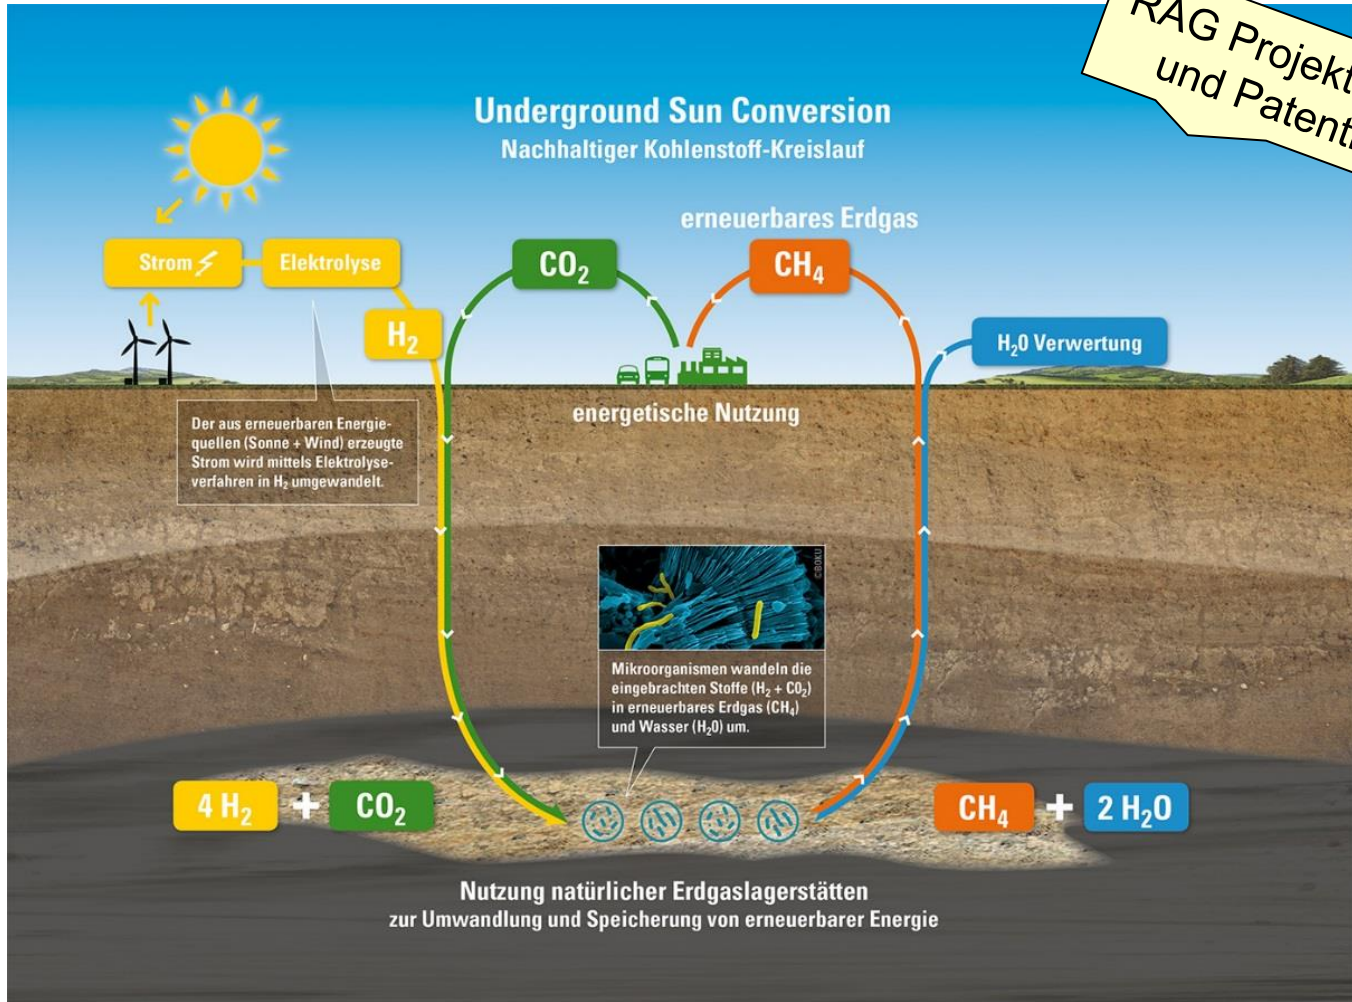 RAG Projekt
und Patent
Underground Sun Conversion
Nachhaltiger Kohlenstoff-Kreislauf
erneuerbares Erdgas
Strom
Elektrolyse
CO₂
CH₄
H₂
H₂0 Verwertung
energetische Nutzung
Der aus erneuerbaren Energie-
quellen (Sonne + Wind) erzeugte
Strom wird mittels Elektrolyse-
verfahren in H₂ umgewandelt.
©BOKU
Mikroorganismen wandeln die
eingebrachten Stoffe (H₂ + CO₂)
in erneuerbares Erdgas (CH₄)
und Wasser (H₂0) um.
4 H₂ + CO₂
CH₄ + 2 H₂O
Nutzung natürlicher Erdgaslagerstätten
zur Umwandlung und Speicherung von erneuerbarer Energie